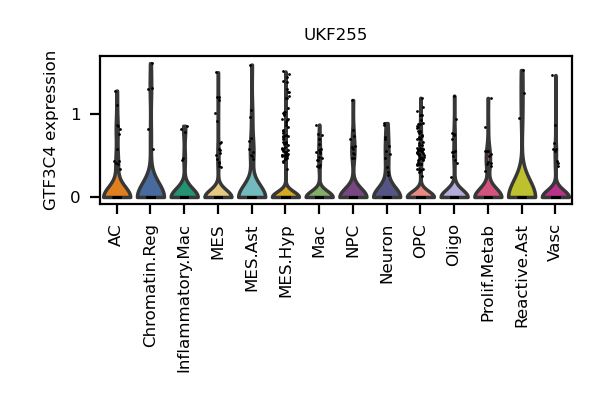 UKF255
GTF3C4 expression
1
0
AC
Chromatin.Reg
Inflammatory.Mac
MES
MES.Ast
MES.Hyp
Mac
NPC
Neuron
OPC
Oligo
Prolif.Metab
Reactive.Ast
Vasc